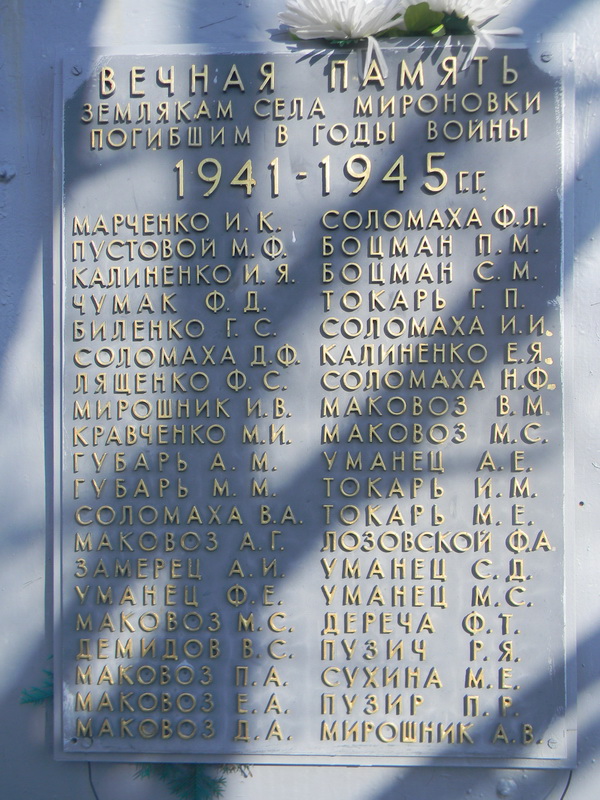 ВЕЧНАЯ ПАМЯТЬ
ЗЕМЛЯКАМ СЕЛА МИРОНОВКИ
ПОГИБШИМ В ГОДЫ ВОЙНЫ
1941-1945 г.г.
МАРЧЕНКО И. К.
ПУСТОВОЙ М. Ф.
КАЛИНЕНКО И. Я.
ЧУМАК Ф. Д.
БИЛЕНКО Г. С.
СОЛОМАХА Д. Ф.
ЛЯЩЕНКО Ф. С.
МИРОШНИК И. В.
КРАВЧЕНКО М. И.
ГУБАРЬ А. М.
ГУБАРЬ М. М.
СОЛОМАХА В. А.
МАКОВОЗ А. Г.
ЗАМЕРЕЦ А. И.
УМАНЕЦ Ф. Е.
МАКОВОЗ М. С.
ДЕМИДОВ В. С.
МАКОВОЗ П. А.
МАКОВОЗ Е. А.
МАКОВОЗ Д. А.
СОЛОМАХА Ф. Л.
БОЦМАН П. М.
БОЦМАН С. М.
ТОКАРЬ Г. П.
СОЛОМАХА И. И.
КАЛИНЕНКО Е. Я.
СОЛОМАХА Н. Ф.
МАКОВОЗ В. М.
МАКОВОЗ М. С.
УМАНЕЦ А. Е.
ТОКАРЬ И. М.
ТОКАРЬ М. Е.
ЛОЗОВСКОЙ Ф. А.
УМАНЕЦ С. Д.
УМАНЕЦ М. С.
ДЕРЕЧА Ф. Т.
ПУЗИЧ Р. Я.
СУХИНА М. Е.
ПУЗИР П. Р.
МИРОШНИК А. В.